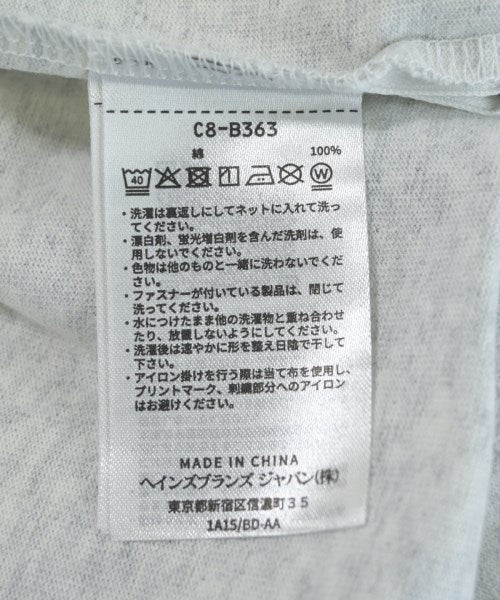 C8-B363
綿 100%
40 W
・洗濯は裏返しにしてネットに入れて洗っ
てください。
・漂白剤、蛍光増白剤を含んだ洗剤は、使
用しないでください。
・色物は他のものと一緒に洗わないでくだ
さい。
・ファスナーが付いている製品は、閉じて
洗ってください。
・水につけたまま他の洗濯物と重ね合わせ
たり、放置しないようにしてください。
・洗濯後は速やかに形を整え日陰で干して
下さい。
・アイロン掛けを行う際は当て布を使用し、
プリントマーク、刺繍部分へのアイロン
はお避けください。
MADE IN CHINA
ヘインズブランズ ジャパン(株)
東京都新宿区信濃町35
1A15/BD-AA